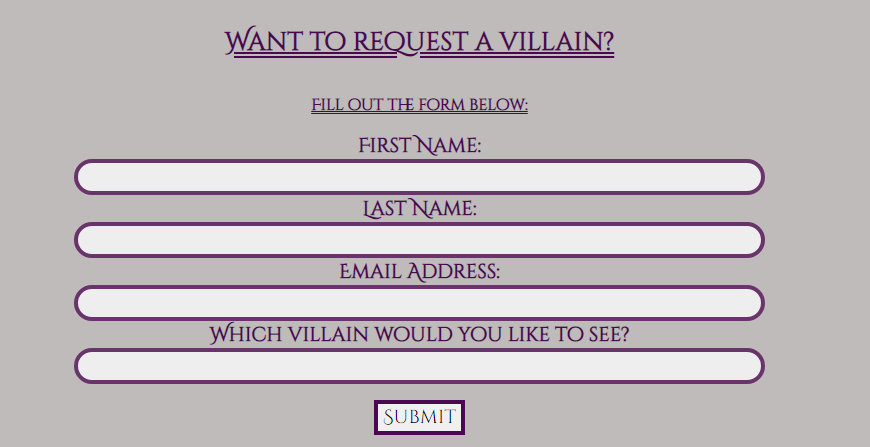 Want to request a villain?
Fill out the form below:
First Name:
Last Name:
Email Address:
Which villain would you like to see?
Submit